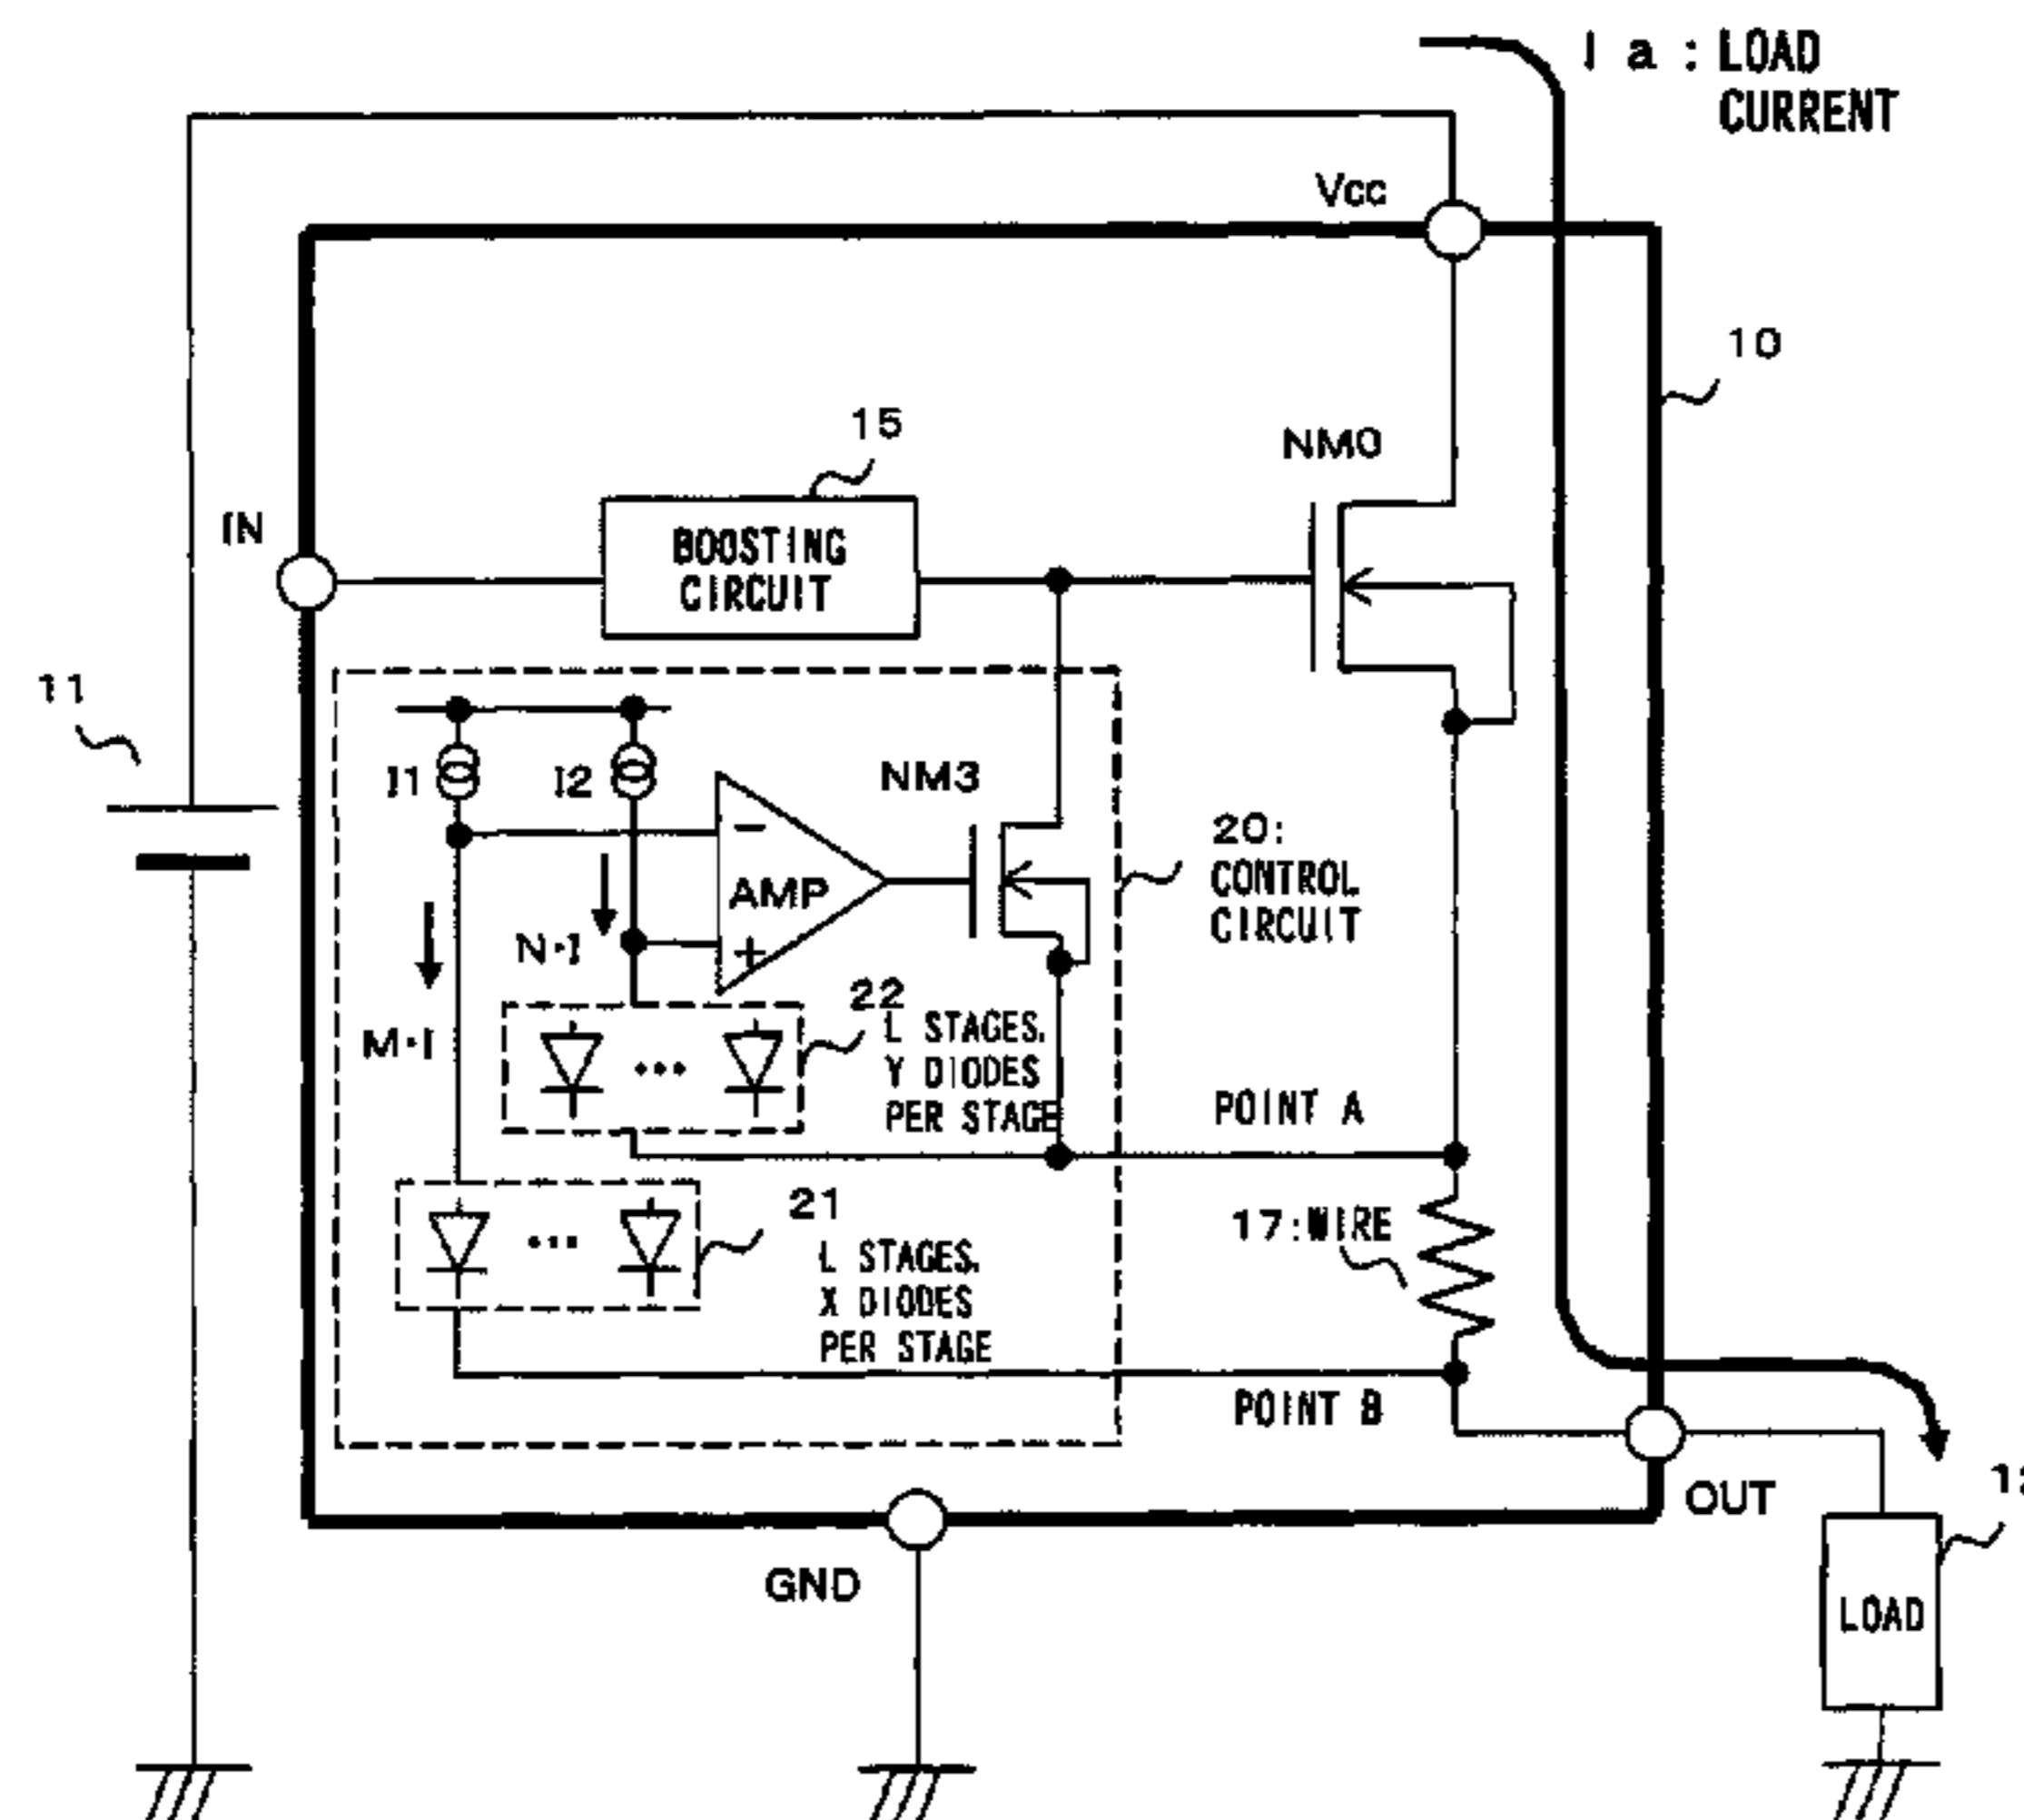 I a : LOAD
CURRENT
Vcc
10
15
NM0
IN
BOOSTING
CIRCUIT
11
I1
I2
NM3
20:
CONTROL
CIRCUIT
−
AMP
+
N·I
M·I
22
L STAGES.
Y DIODES
PER STAGE
POINT A
21
L STAGES.
X DIODES
PER STAGE
17:WIRE
POINT B
OUT
GND
LOAD